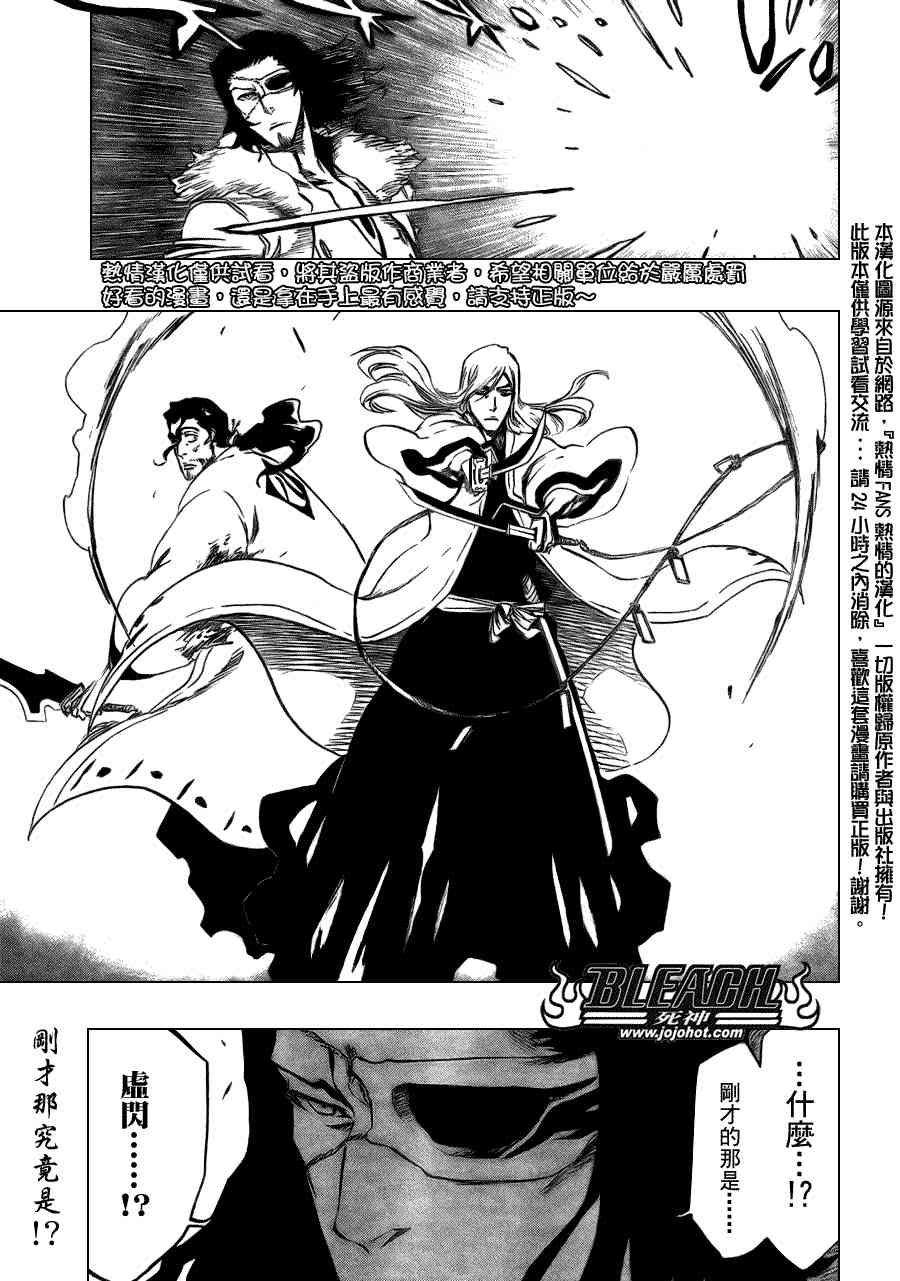 熱情漢化僅供試看，將其盜版作商業者，希望相關單位給於嚴厲處罰
好看的漫畫，還是拿在手上最有感覺，請支持正版～
本漢化圖源來自於網路，『熱情FANS熱情的漢化』一切版權歸原作者與出版社擁有！
此版本僅供學習試看交流… 請24小時之內消除，喜歡這套漫畫請購買正版！謝謝。
BLEACH
死神
www.jojohot.com
…什麼…!?
剛才的那是……
虛閃……!?
剛才那究竟是!?